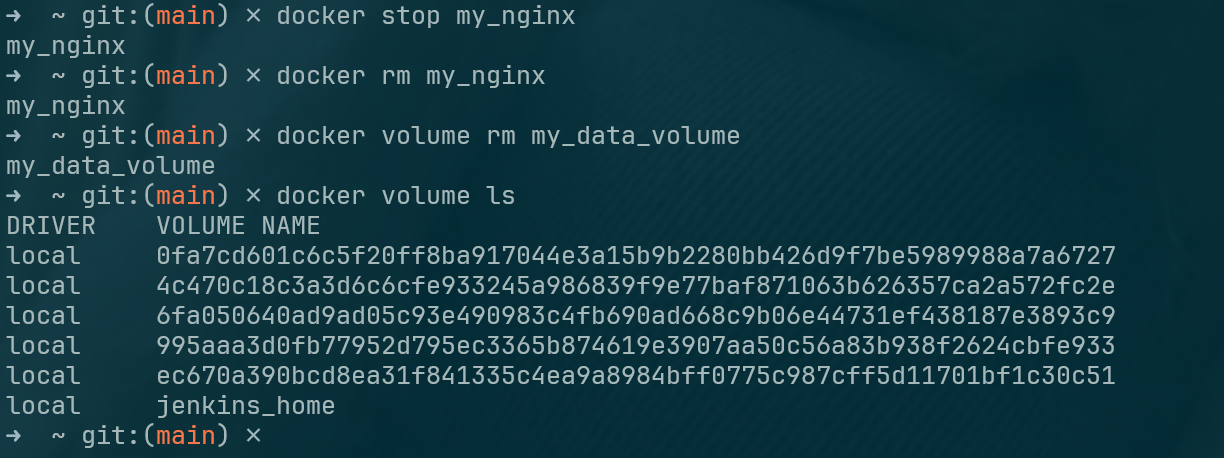 ➜  ~ git:(main) × docker stop my_nginx
my_nginx
➜  ~ git:(main) × docker rm my_nginx
my_nginx
➜  ~ git:(main) × docker volume rm my_data_volume
my_data_volume
➜  ~ git:(main) × docker volume ls
DRIVER    VOLUME NAME
local     0fa7cd601c6c5f20ff8ba917044e3a15b9b2280bb426d9f7be5989988a7a6727
local     4c470c18c3a3d6c6cfe933245a986839f9e77baf871063b626357ca2a572fc2e
local     6fa050640ad9ad05c93e490983c4fb690ad668c9b06e44731ef438187e3893c9
local     995aaa3d0fb77952d795ec3365b874619e3907aa50c56a83b938f2624cbfe933
local     ec670a390bcd8ea31f841335c4ea9a8984bff0775c987cff5d11701bf1c30c51
local     jenkins_home
➜  ~ git:(main) ×